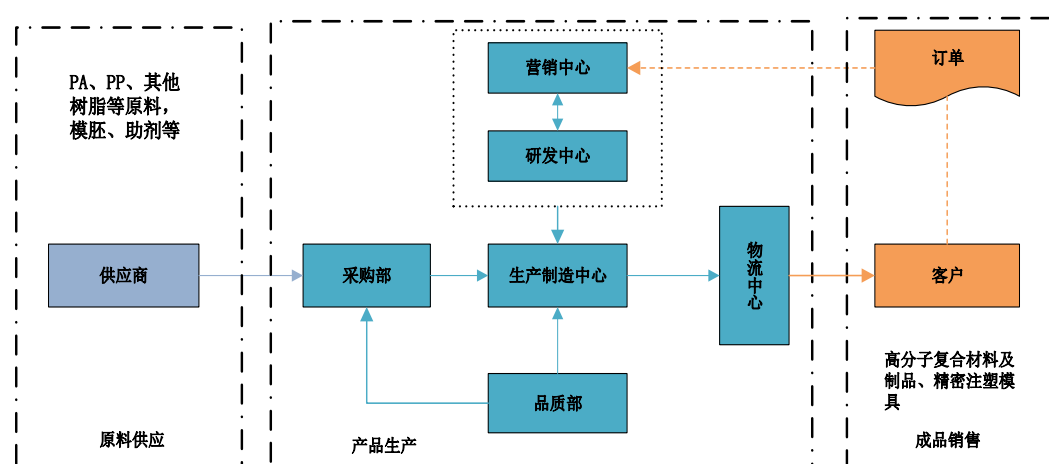 PA、PP、其他
树脂等原料，
模胚、助剂等
供应商
原料供应
营销中心
研发中心
采购部
生产制造中心
物
流
中
心
品质部
产品生产
订单
客户
高分子复合材料及
制品、精密注塑模
具
成品销售